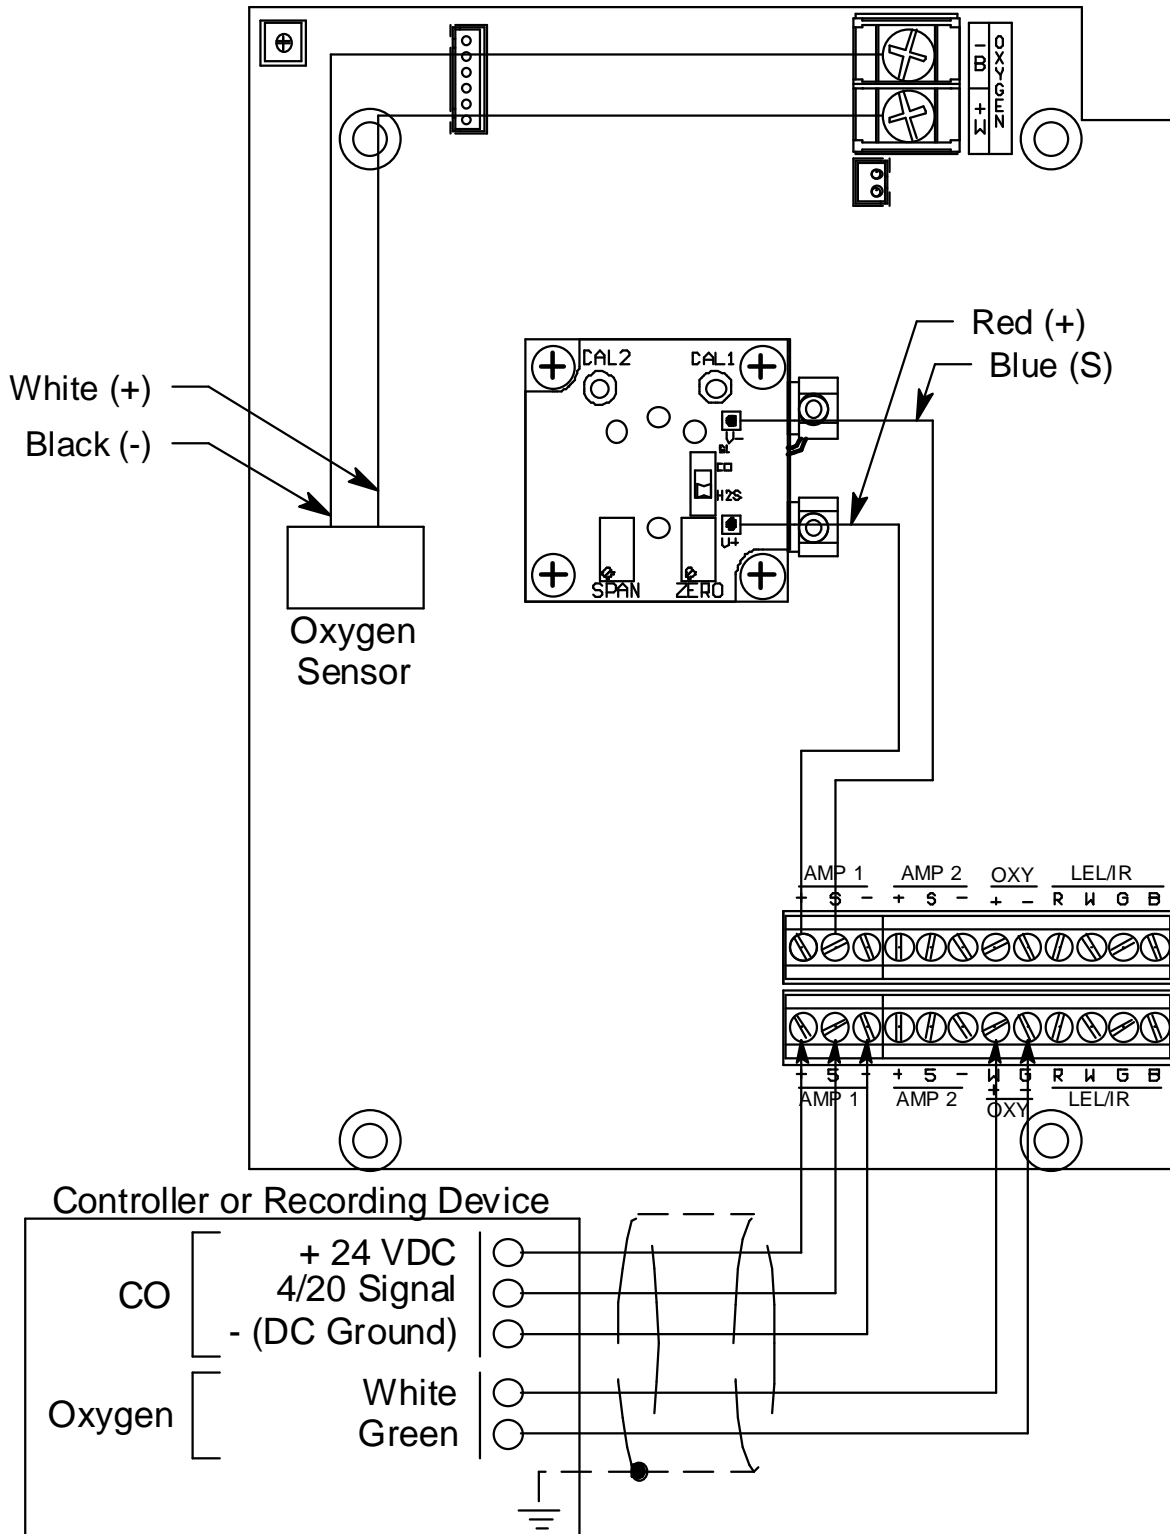 -B
+W
OXYGEN
Red (+)
Blue (S)
White (+)
Black (-)
CAL2
CAL1
V-
H2S
V+
SPAN
ZERO
Oxygen
Sensor
AMP 1
AMP 2
OXY
LEL/IR
+ S - + S - + - R W G B
+ S - + S - W G R W G B
+ -
AMP 1
AMP 2
OXY
LEL/IR
Controller or Recording Device
CO
+ 24 VDC
4/20 Signal
- (DC Ground)
Oxygen
White
Green